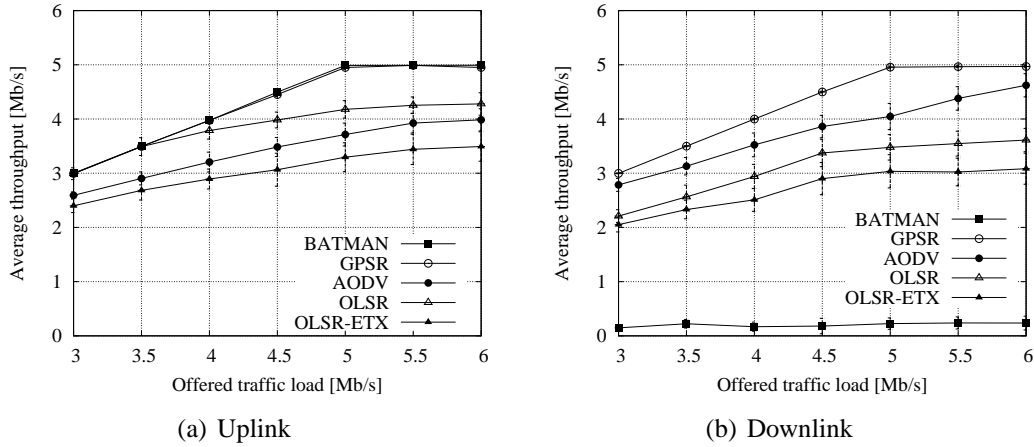 6
5
4
3
2
1
0
3 3.5 4 4.5 5 5.5 6
Average throughput [Mb/s]
Offered traffic load [Mb/s]
BATMAN
GPSR
AODV
OLSR
OLSR-ETX
(a) Uplink
6
5
4
3
2
1
0
3 3.5 4 4.5 5 5.5 6
Average throughput [Mb/s]
Offered traffic load [Mb/s]
BATMAN
GPSR
AODV
OLSR
OLSR-ETX
(b) Downlink